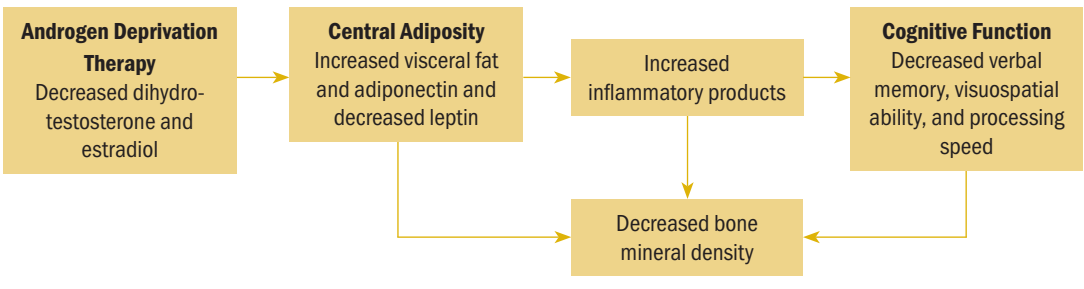 Androgen Deprivation
Therapy
Decreased dihydro-
testosterone and
estradiol
Central Adiposity
Increased visceral fat
and adiponectin and
decreased leptin
Increased
inflammatory products
Cognitive Function
Decreased verbal
memory, visuospatial
ability, and processing
speed
Decreased bone
mineral density